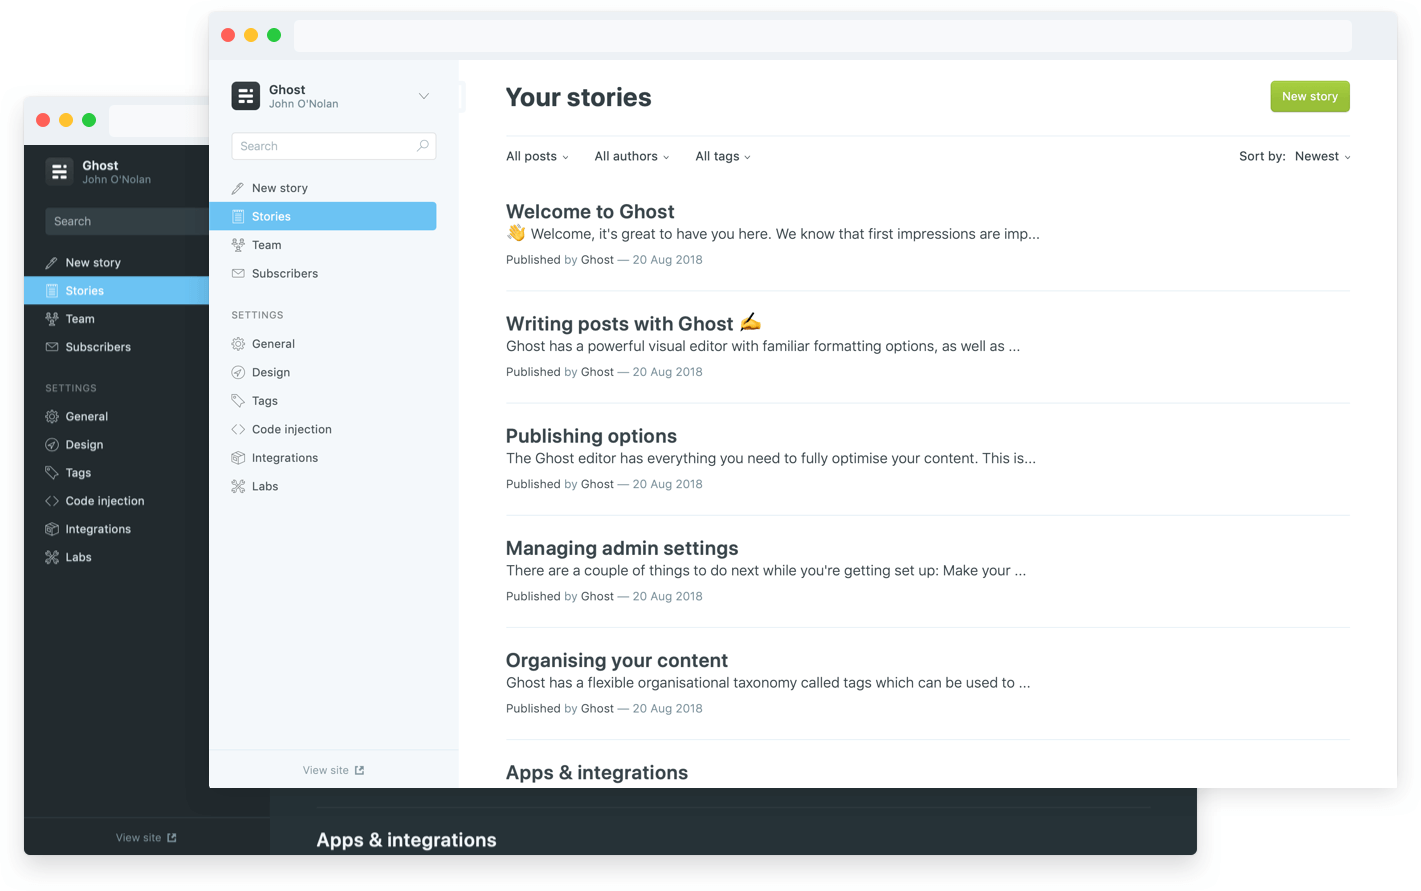 Ghost
John O'Nolan
Search
New story
Stories
Team
Subscribers
SETTINGS
General
Design
Tags
Code injection
Integrations
Labs
View site
Your stories
New story
All posts
All authors
All tags
Sort by: Newest
Welcome to Ghost
👋 Welcome, it's great to have you here. We know that first impressions are imp...
Published by Ghost — 20 Aug 2018
Writing posts with Ghost ✍️
Ghost has a powerful visual editor with familiar formatting options, as well as ...
Published by Ghost — 20 Aug 2018
Publishing options
The Ghost editor has everything you need to fully optimise your content. This is...
Published by Ghost — 20 Aug 2018
Managing admin settings
There are a couple of things to do next while you're getting set up: Make your ...
Published by Ghost — 20 Aug 2018
Organising your content
Ghost has a flexible organisational taxonomy called tags which can be used to ...
Published by Ghost — 20 Aug 2018
Apps & integrations
Ghost
John O'Nolan
Search
New story
Stories
Team
Subscribers
SETTINGS
General
Design
Tags
Code injection
Integrations
Labs
View site
Apps & integrations